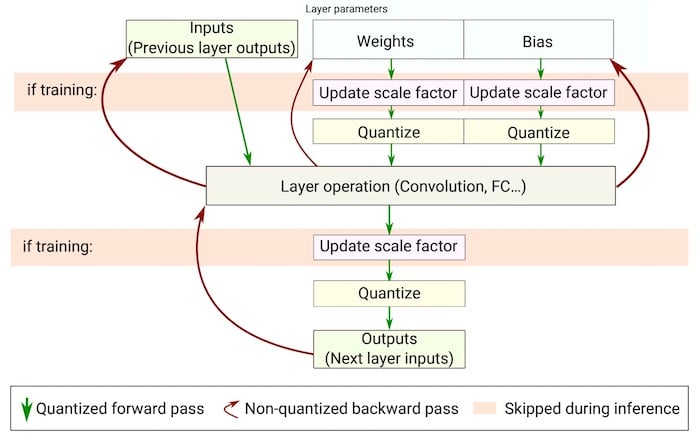 Layer parameters
Inputs
(Previous layer outputs)
Weights
Bias
if training:
Update scale factor
Update scale factor
Quantize
Quantize
Layer operation (Convolution, FC...)
if training:
Update scale factor
Quantize
Outputs
(Next layer inputs)
Quantized forward pass
Non-quantized backward pass
Skipped during inference